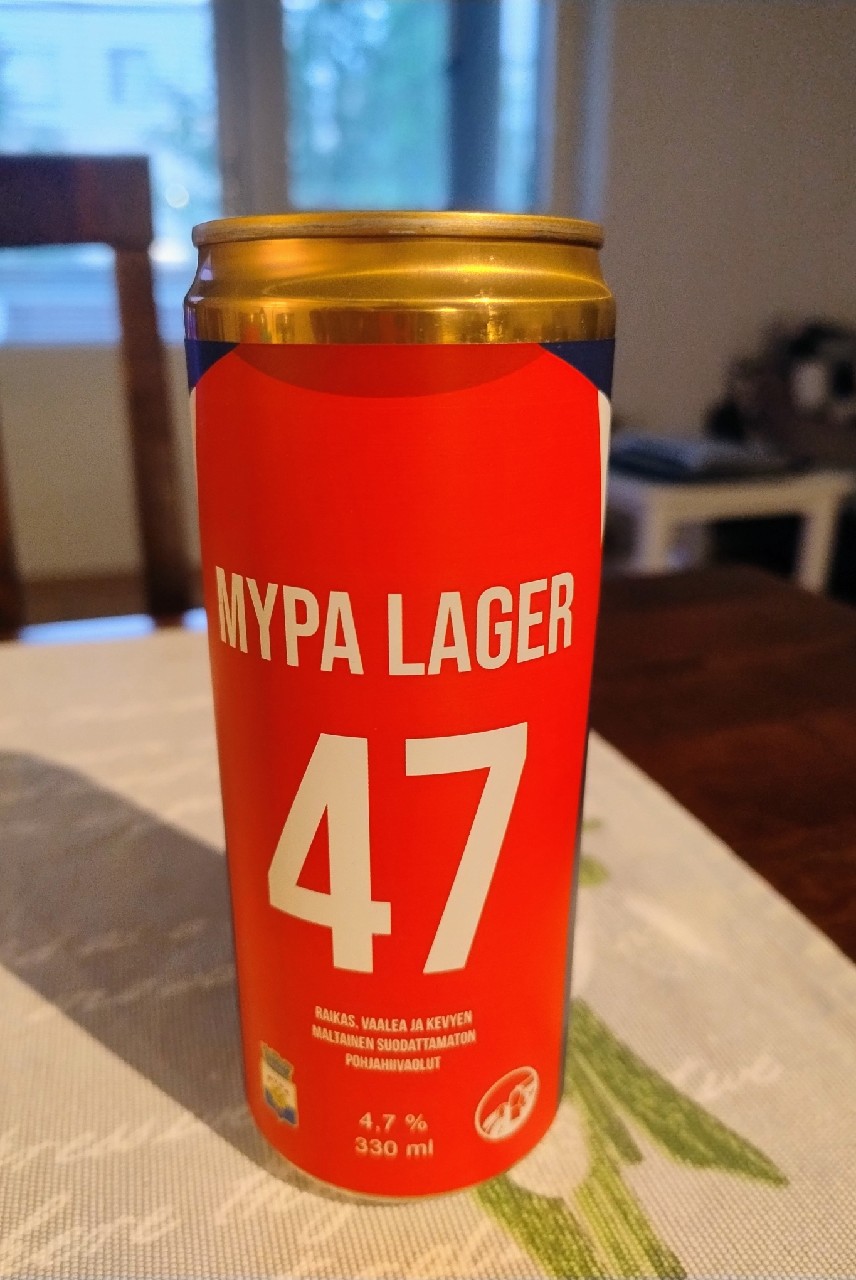 MYPA LAGER
47
RAIKAS, VAALEA JA KEVYEN
MALTAINEN SUODATTAMATON
POHJAHIIVAOLUT
4,7 %
330 ml